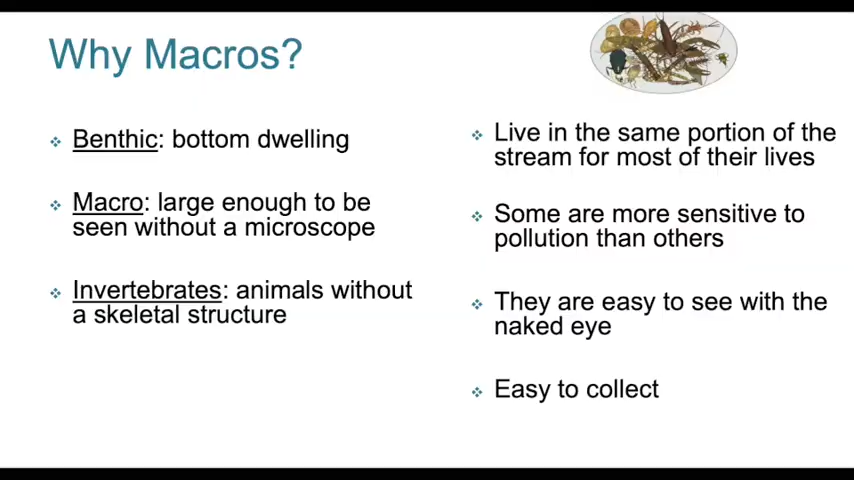 Why Macros?
Benthic: bottom dwelling
Macro: large enough to be
seen without a microscope
Invertebrates: animals without
a skeletal structure
Live in the same portion of the
stream for most of their lives
Some are more sensitive to
pollution than others
They are easy to see with the
naked eye
Easy to collect